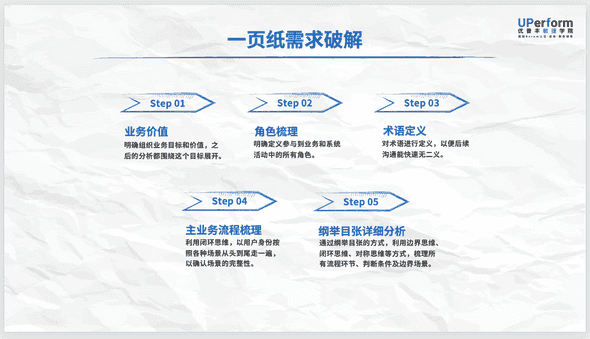 UPerform
优普丰敏捷学院
一页纸需求破解
Step 01
业务价值
明确组织业务目标和价值，之
后的分析都围绕这个目标展开。
Step 02
角色梳理
明确定义参与到业务和系统
活动中的所有角色。
Step 03
术语定义
对术语进行定义，以便后续
沟通能快速无二义。
Step 04
主业务流程梳理
利用闭环思维，以用户身份按
照各种场景从头到尾走一遍，
以确认场景的完整性。
Step 05
纲举目张详细分析
通过纲举目张的方式，利用边界思维、
闭环思维、对称思维等方式，梳理所
有流程环节、判断条件及边界场景。